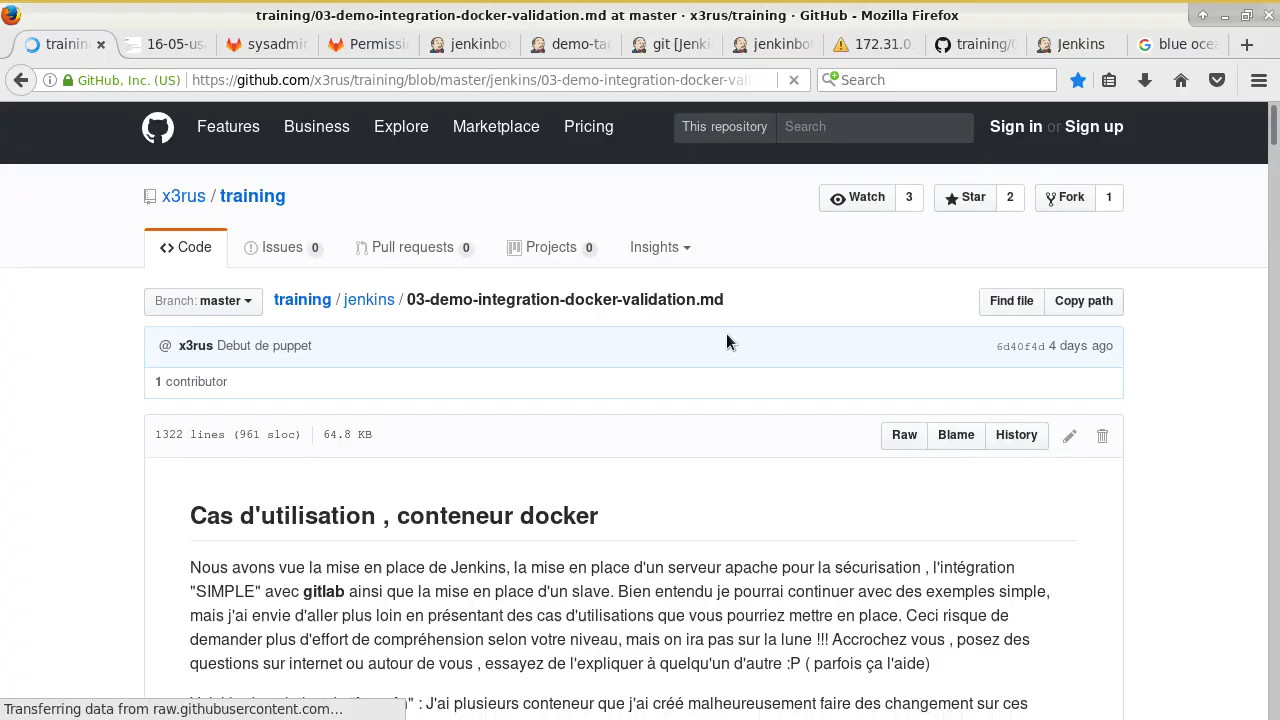 training/03-demo-integration-docker-validation.md at master · x3rus/training · GitHub - Mozilla Firefox
trainin 16-05-us sysadmi Permissi jenkinbo demo-ta git [Jenki jenkinbo 172.31.0. training/0 Jenkins blue oce
GitHub, Inc. (US) https://github.com/x3rus/training/blob/master/jenkins/03-demo-integration-docker-vali Search
Features Business Explore Marketplace Pricing This repository Search Sign in or Sign up
x3rus / training Watch 3 Star 2 Fork 1
Code Issues 0 Pull requests 0 Projects 0 Insights
Branch: master training / jenkins / 03-demo-integration-docker-validation.md Find file Copy path
@ x3rus Debut de puppet 6d40f4d 4 days ago
1 contributor
1322 lines (961 sloc) 64.8 KB Raw Blame History
Cas d'utilisation , conteneur docker
Nous avons vue la mise en place de Jenkins, la mise en place d'un serveur apache pour la sécurisation , l'intégration
"SIMPLE" avec gitlab ainsi que la mise en place d'un slave. Bien entendu je pourrai continuer avec des exemples simple,
mais j'ai envie d'aller plus loin en présentant des cas d'utilisations que vous pourriez mettre en place. Ceci risque de
demander plus d'effort de compréhension selon votre niveau, mais on ira pas sur la lune !!! Accrochez vous , posez des
questions sur internet ou autour de vous , essayez de l'expliquer à quelqu'un d'autre :P ( parfois ça l'aide)
" : J'ai plusieurs conteneur que j'ai créé malheureusement faire des changement sur ces
Transferring data from raw.githubusercontent.com…